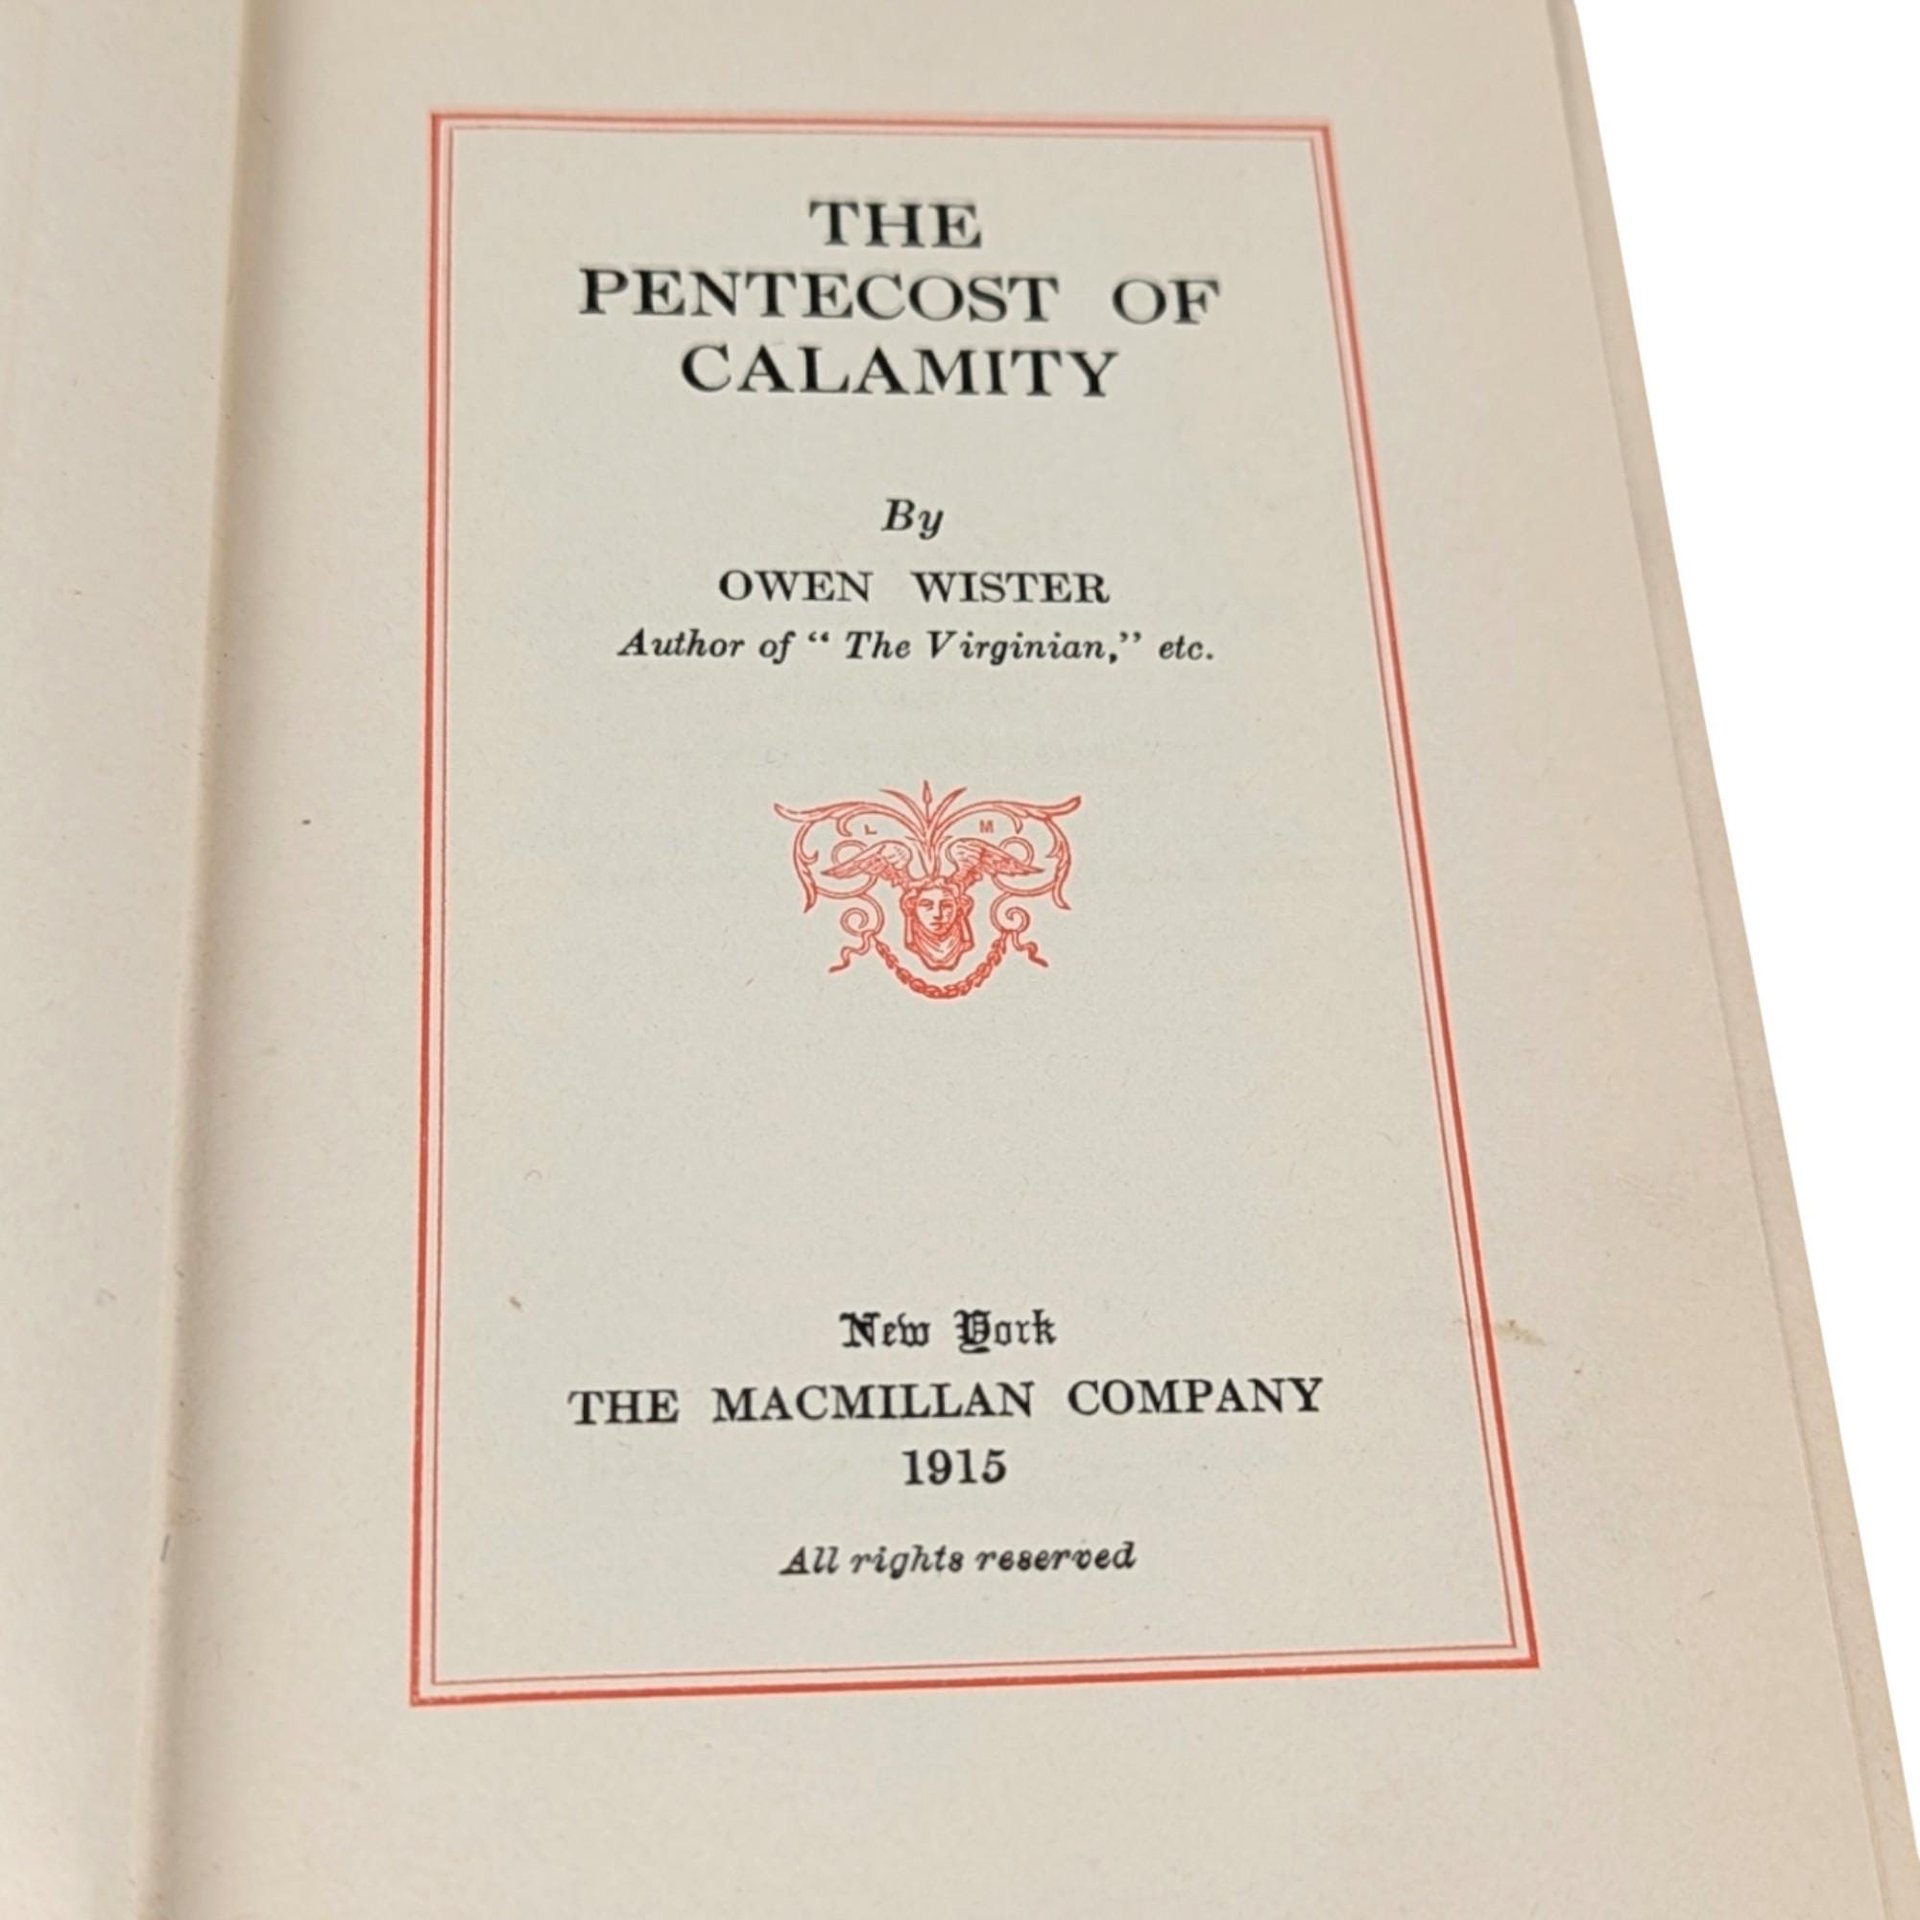 THE
PENTECOST OF
CALAMITY
By
OWEN WISTER
Author of “ The Virginian,” etc.
L M
New York
THE MACMILLAN COMPANY
1915
All rights reserved